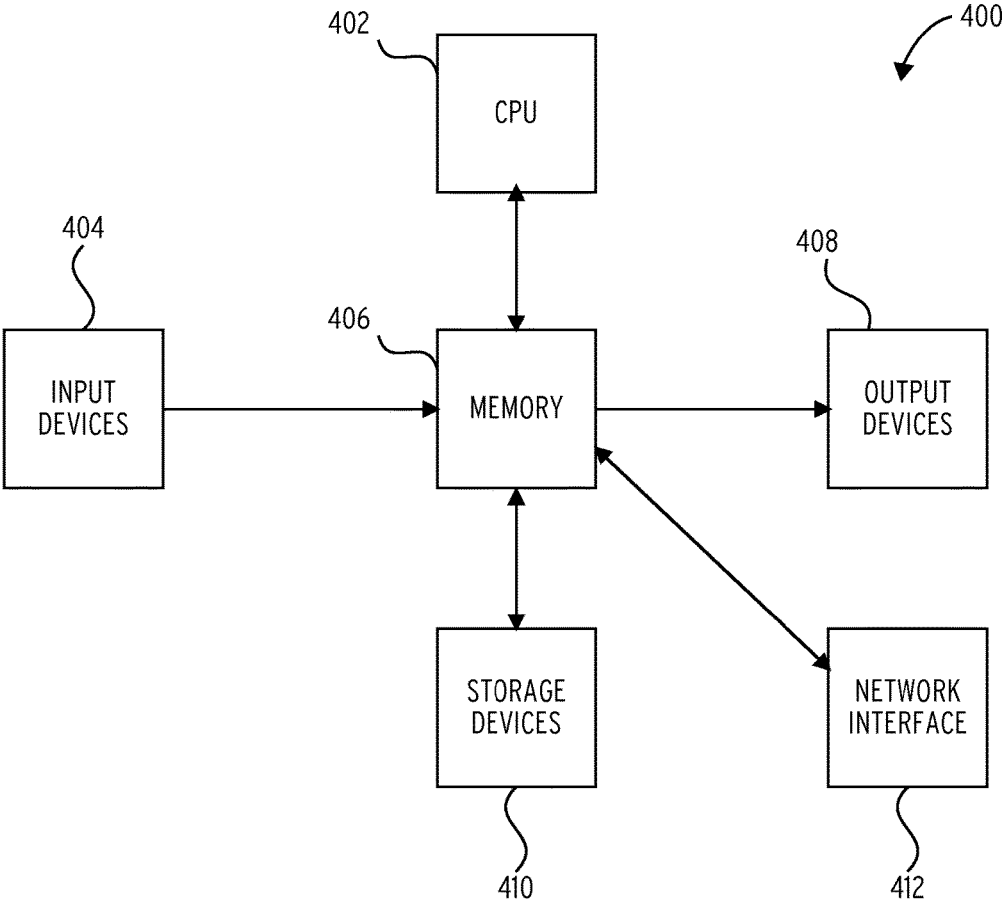 400
402
CPU
404
408
406
INPUT
DEVICES
MEMORY
OUTPUT
DEVICES
STORAGE
DEVICES
NETWORK
INTERFACE
410
412